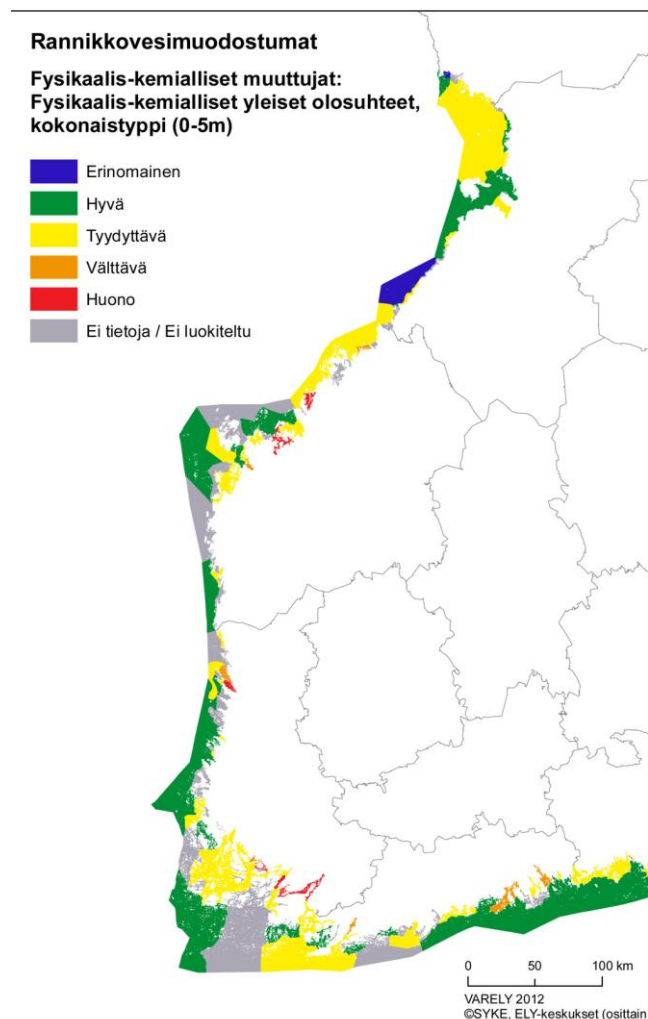 Rannikkovesimuodostumat
Fysikaalis-kemialliset muuttujat:
Fysikaalis-kemialliset yleiset olosuhteet,
kokonaistyppi (0-5m)
Erinomainen
Hyvä
Tyydyttävä
Välttävä
Huono
Ei tietoja / Ei luokiteltu
0 50 100 km
VARELY 2012
©SYKE, ELY-keskukset (osittain